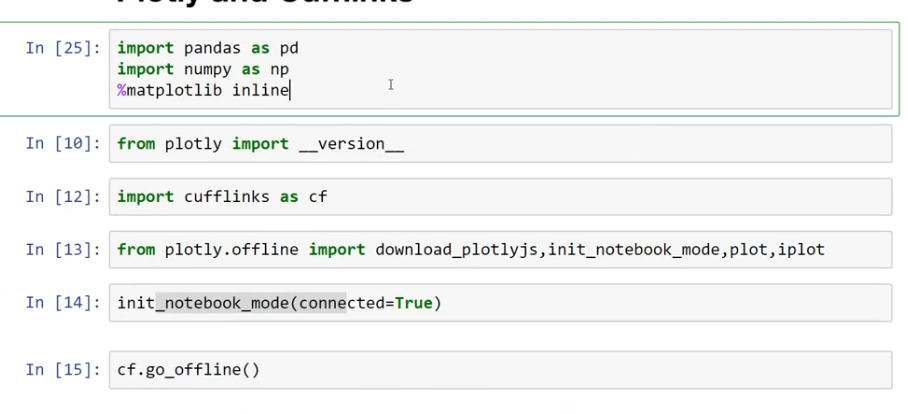 Plotly and Cufflinks
In [25]: import pandas as pd
import numpy as np
%matplotlib inline
In [10]: from plotly import __version__
In [12]: import cufflinks as cf
In [13]: from plotly.offline import download_plotlyjs,init_notebook_mode,plot,iplot
In [14]: init_notebook_mode(connected=True)
In [15]: cf.go_offline()